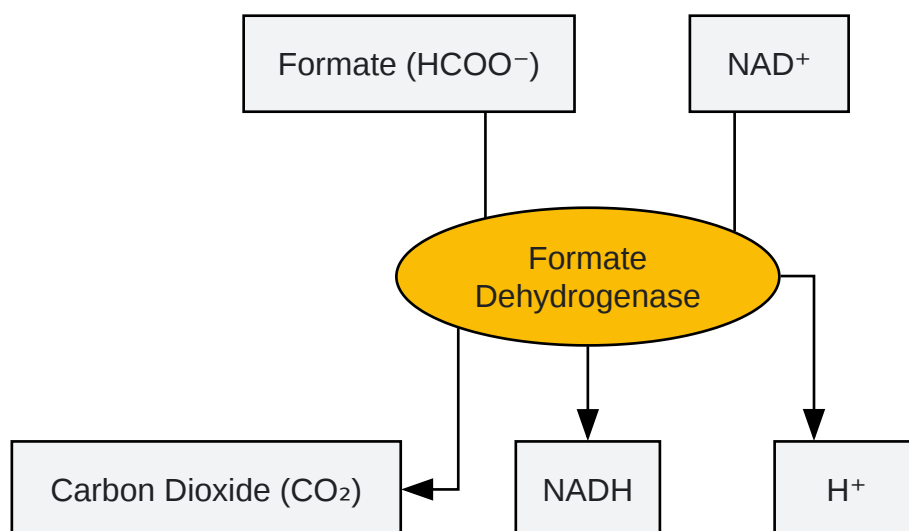 Formate (HCOO⁻)
NAD⁺
Formate
Dehydrogenase
Carbon Dioxide (CO₂)
NADH
H⁺